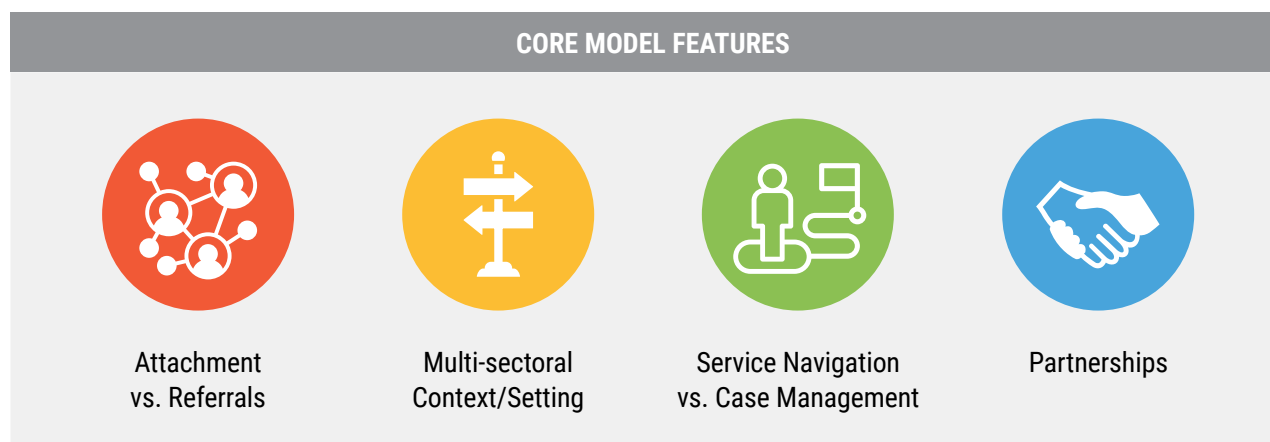 CORE MODEL FEATURES
Attachment
vs. Referrals
Multi-sectoral
Context/Setting
Service Navigation
vs. Case Management
Partnerships